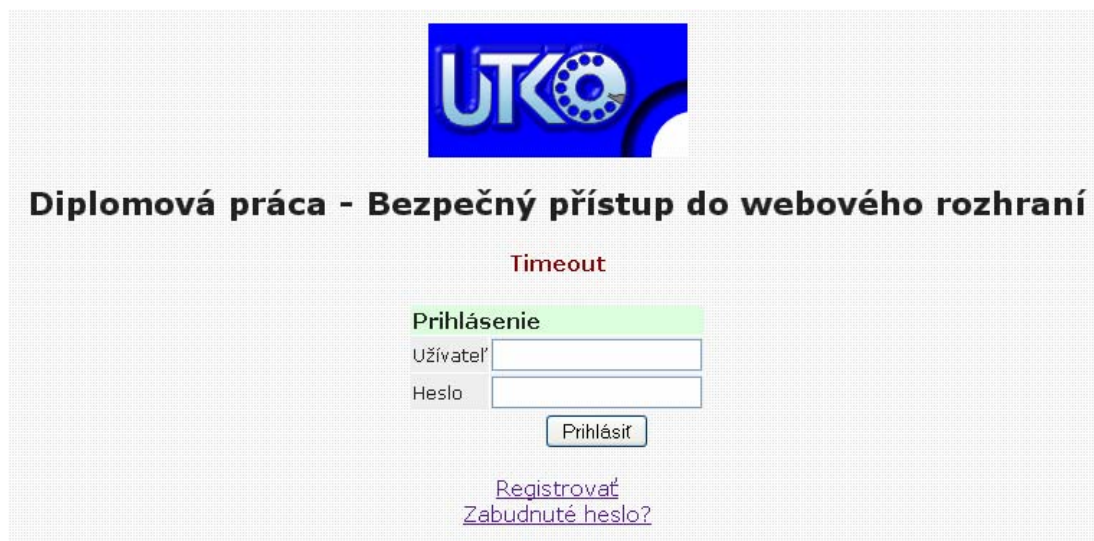 UTKO
Diplomová práca - Bezpečný přístup do webového rozhraní
Timeout
Prihlásenie
Užívateľ
Heslo
Prihlásiť
Registrovať
Zabudnuté heslo?